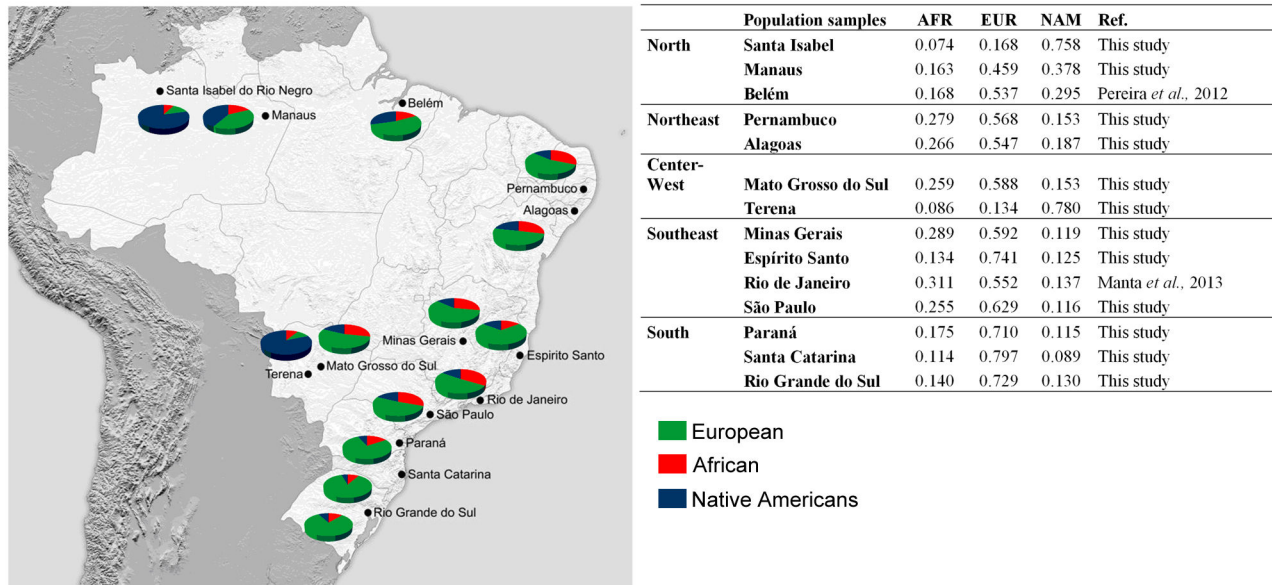 Santa Isabel do Rio Negro
Manaus
Belém
Pernambuco
Alagoas
Minas Gerais
Espirito Santo
Mato Grosso do Sul
Terena
Rio de Janeiro
São Paulo
Paraná
Santa Catarina
Rio Grande do Sul
Population samples AFR EUR NAM Ref.
North Santa Isabel 0.074 0.168 0.758 This study
Manaus 0.163 0.459 0.378 This study
Belém 0.168 0.537 0.295 Pereira et al., 2012
Northeast Pernambuco 0.279 0.568 0.153 This study
Alagoas 0.266 0.547 0.187 This study
Center-
West Mato Grosso do Sul 0.259 0.588 0.153 This study
Terena 0.086 0.134 0.780 This study
Southeast Minas Gerais 0.289 0.592 0.119 This study
Espírito Santo 0.134 0.741 0.125 This study
Rio de Janeiro 0.311 0.552 0.137 Manta et al., 2013
São Paulo 0.255 0.629 0.116 This study
South Paraná 0.175 0.710 0.115 This study
Santa Catarina 0.114 0.797 0.089 This study
Rio Grande do Sul 0.140 0.729 0.130 This study
European
African
Native Americans